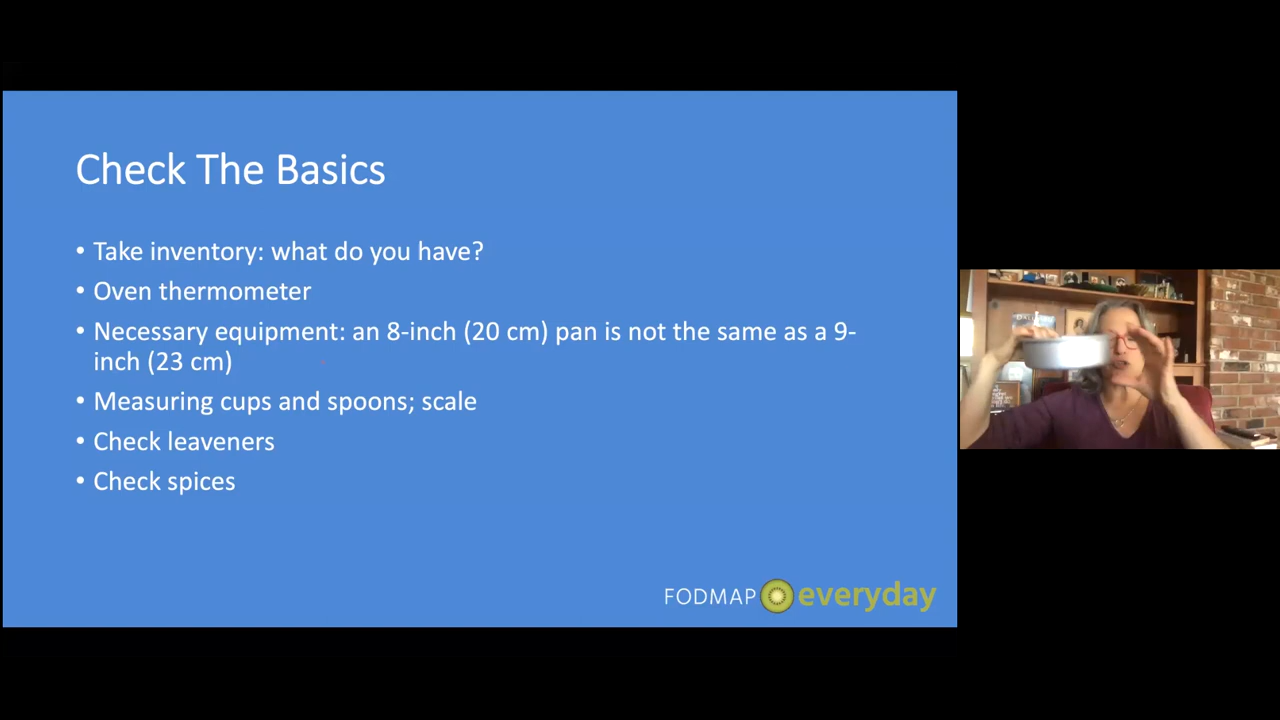 Check The Basics
• Take inventory: what do you have?
• Oven thermometer
• Necessary equipment: an 8-inch (20 cm) pan is not the same as a 9-
inch (23 cm)
• Measuring cups and spoons; scale
• Check leaveners
• Check spices
FODMAP everyday